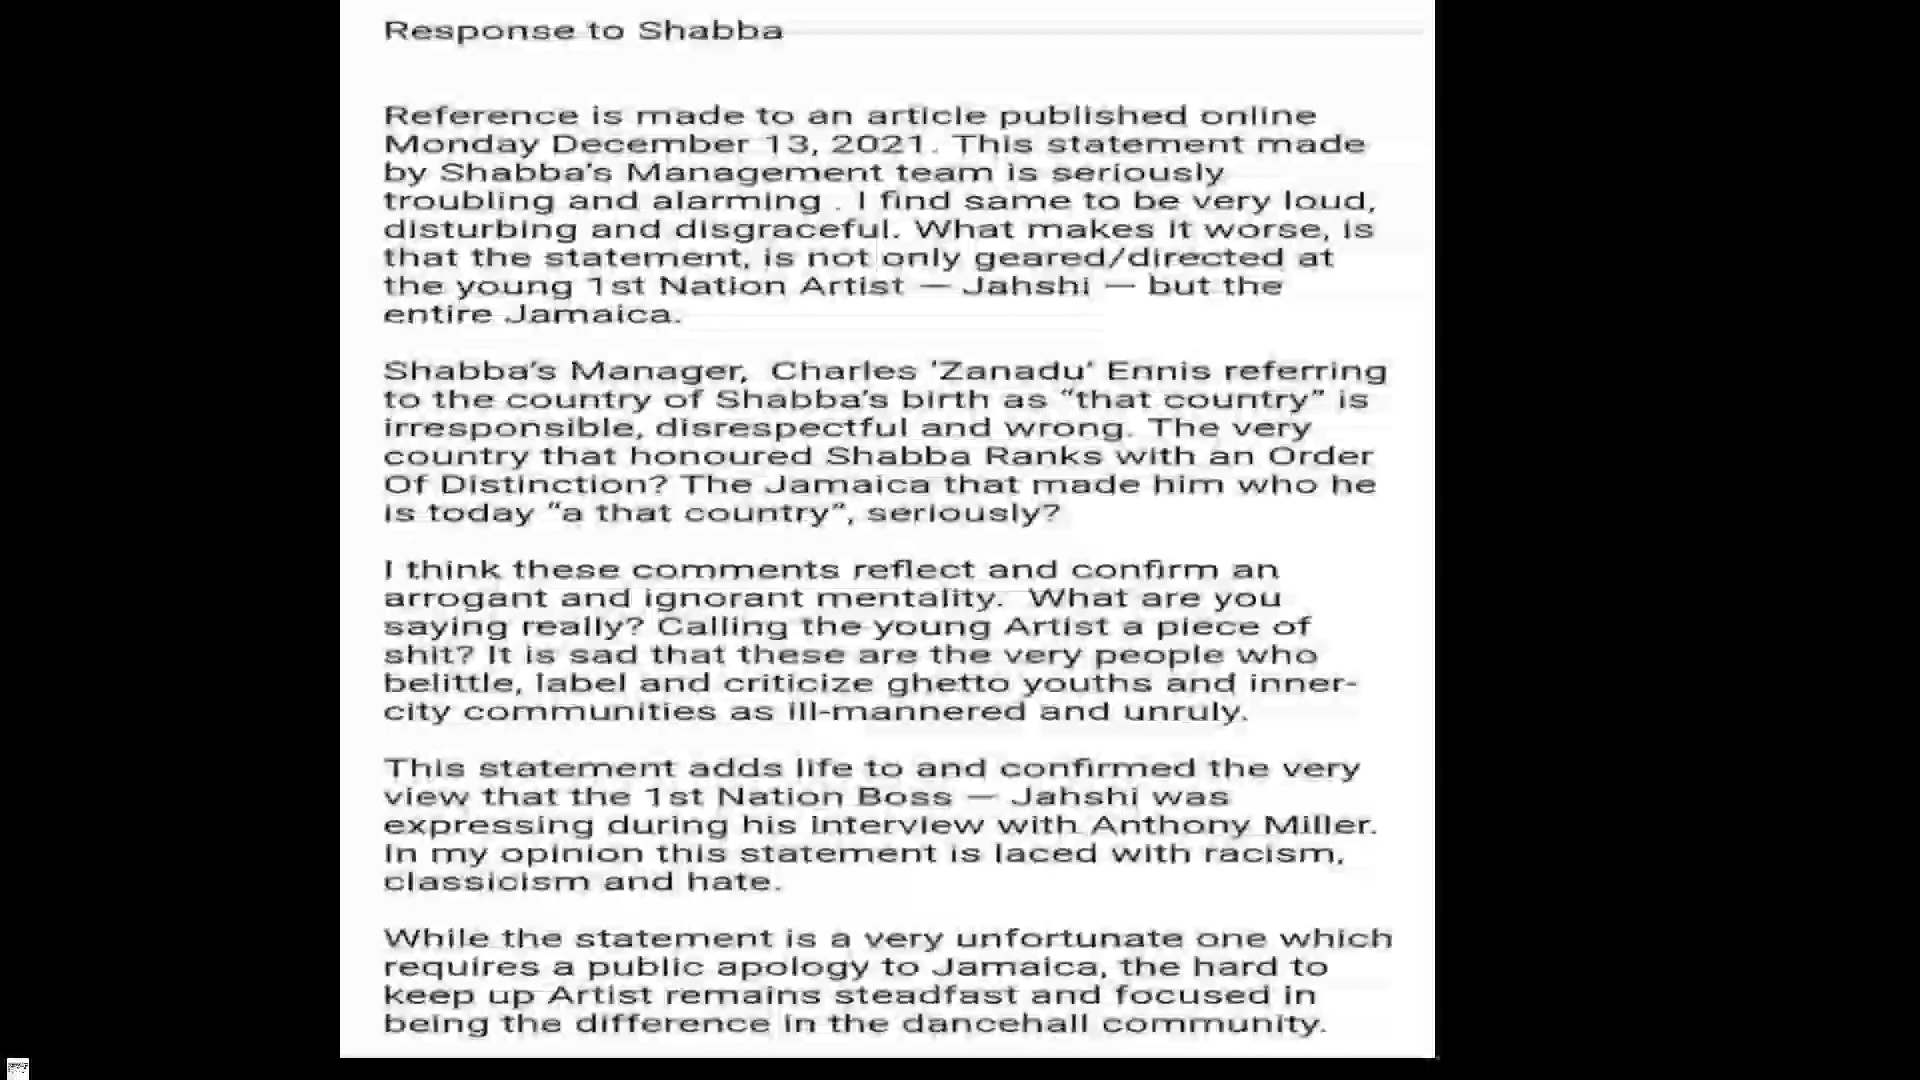 Response to Shabba
Reference is made to an article published online
Monday December 13, 2021. This statement made
by Shabba's Management team is seriously
troubling and alarming . I find same to be very loud,
disturbing and disgraceful. What makes it worse, is
that the statement, is not only geared/directed at
the young 1st Nation Artist — Jahshi — but the
entire Jamaica.
Shabba's Manager,  Charles 'Zanadu' Ennis referring
to the country of Shabba's birth as “that country” is
irresponsible, disrespectful and wrong. The very
country that honoured Shabba Ranks with an Order
Of Distinction? The Jamaica that made him who he
is today “a that country”, seriously?
I think these comments reflect and confirm an
arrogant and ignorant mentality.  What are you
saying really? Calling the young Artist a piece of
shit? It is sad that these are the very people who
belittle, label and criticize ghetto youths and inner-
city communities as ill-mannered and unruly.
This statement adds life to and confirmed the very
view that the 1st Nation Boss — Jahshi was
expressing during his interview with Anthony Miller.
In my opinion this statement is laced with racism,
classicism and hate.
While the statement is a very unfortunate one which
requires a public apology to Jamaica, the hard to
keep up Artist remains steadfast and focused in
being the difference in the dancehall community.